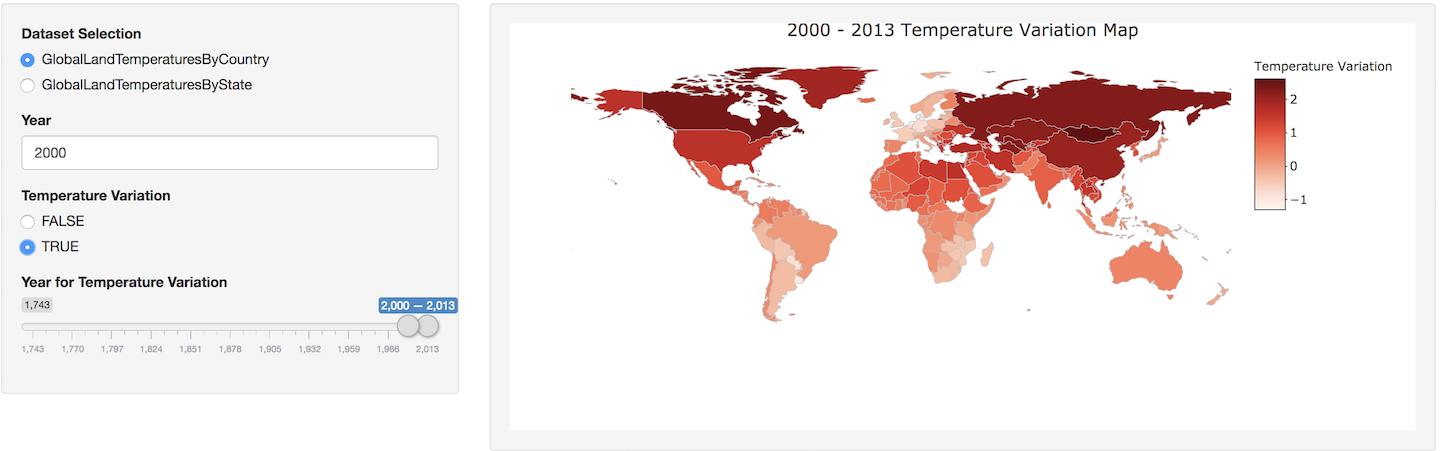 Dataset Selection
GlobalLandTemperaturesByCountry
GlobalLandTemperaturesByState
Year
2000
Temperature Variation
FALSE
TRUE
Year for Temperature Variation
1,743
2,000 — 2,013
1,743 1,770 1,797 1,824 1,851 1,878 1,905 1,932 1,959 1,986 2,013
2000 - 2013 Temperature Variation Map
Temperature Variation
2
1
0
−1